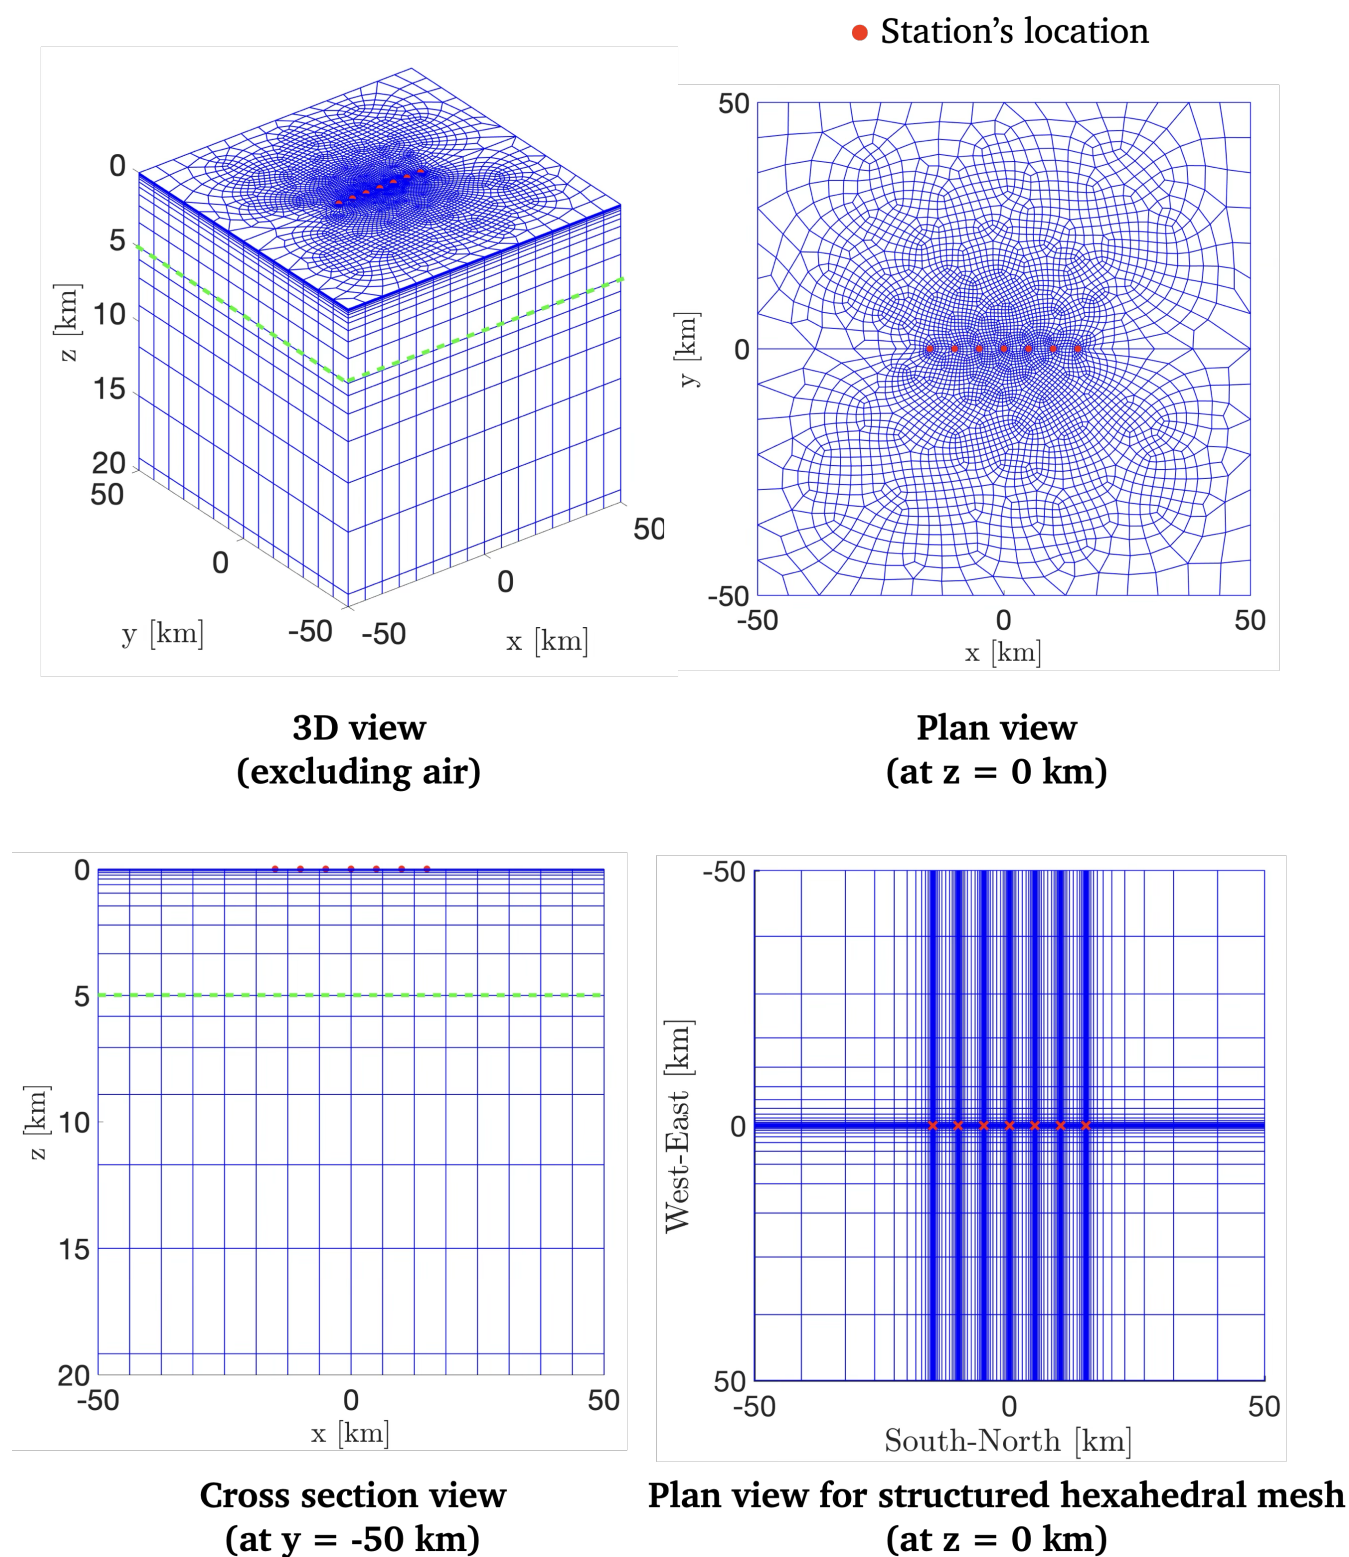 Station's location
0
5
10
15
20
50
0
-50
y [km]
-50
0
50
x [km]
z [km]
3D view
(excluding air)
50
0
-50
y [km]
-50
0
50
x [km]
Plan view
(at z = 0 km)
0
5
10
15
20
z [km]
-50
0
50
x [km]
Cross section view
(at y = -50 km)
-50
0
50
West-East [km]
-50
0
50
South-North [km]
Plan view for structured hexahedral mesh
(at z = 0 km)